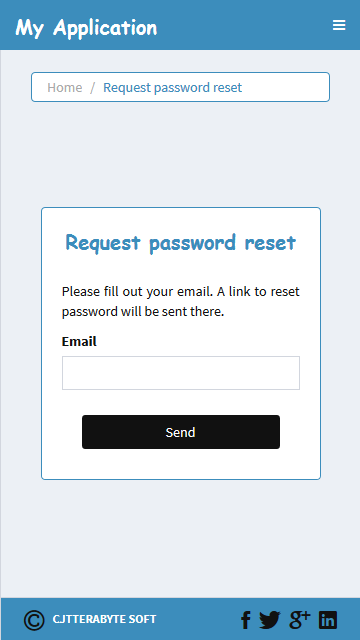 My Application
Home / Request password reset
Request password reset
Please fill out your email. A link to reset
password will be sent there.
Email
Send
© CJTTERABYTE SOFT